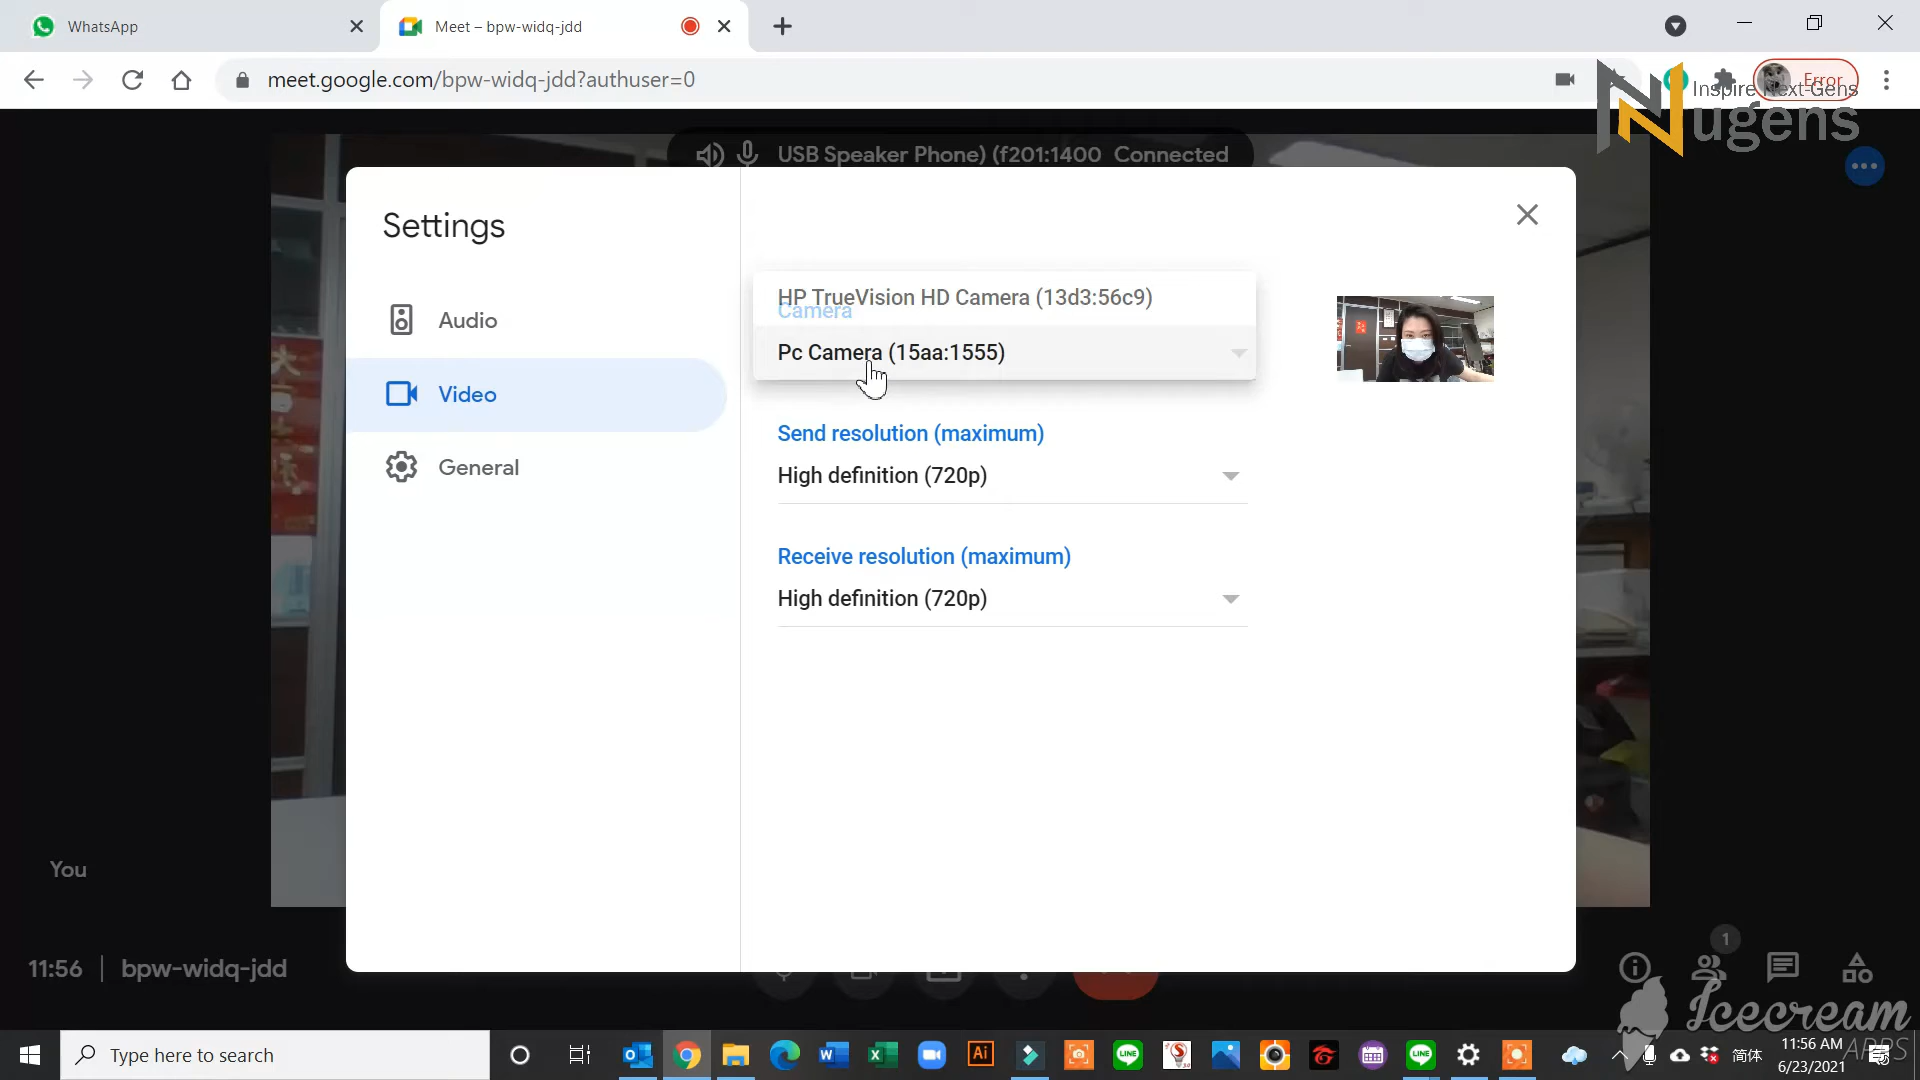 WhatsApp
Meet – bpw-widq-jdd
meet.google.com/bpw-widq-jdd?authuser=0
Error
Inspire Next Gens
Nugens
USB Speaker Phone) (f201:1400 Connected
Settings
Audio
Video
General
HP TrueVision HD Camera (13d3:56c9)
Camera
Pc Camera (15aa:1555)
Send resolution (maximum)
High definition (720p)
Receive resolution (maximum)
High definition (720p)
You
11:56 | bpw-widq-jdd
1
Icecream
APPS
Type here to search
Ai
LINE
LINE
简体
11:56 AM
6/23/2021